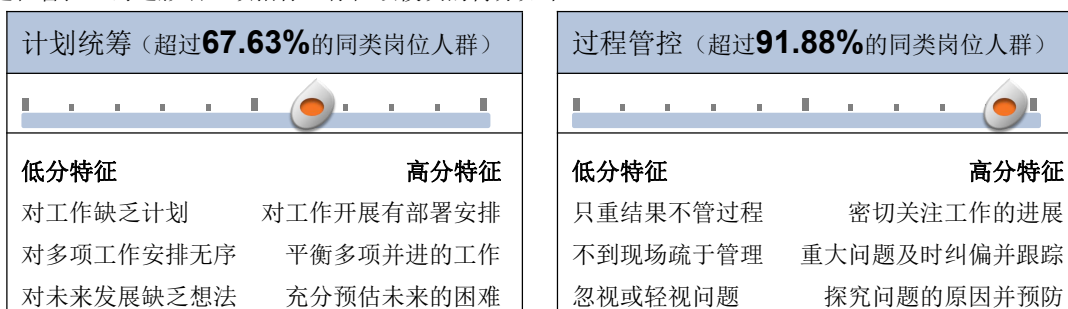 计划统筹（超过67.63%的同类岗位人群）
低分特征 高分特征
对工作缺乏计划 对工作开展有部署安排
对多项工作安排无序 平衡多项并进的工作
对未来发展缺乏想法 充分预估未来的困难
过程管控（超过91.88%的同类岗位人群）
低分特征 高分特征
只重结果不管过程 密切关注工作的进展
不到现场疏于管理 重大问题及时纠偏并跟踪
忽视或轻视问题 探究问题的原因并预防